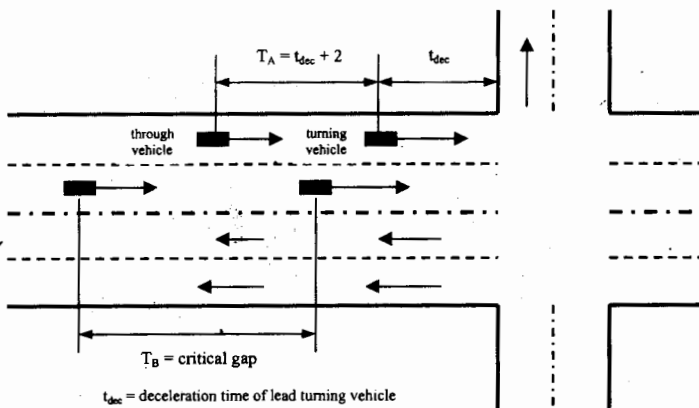 T_A = t_dec + 2
t_dec
through
vehicle
turning
vehicle
T_B = critical gap
t_dec = deceleration time of lead turning vehicle